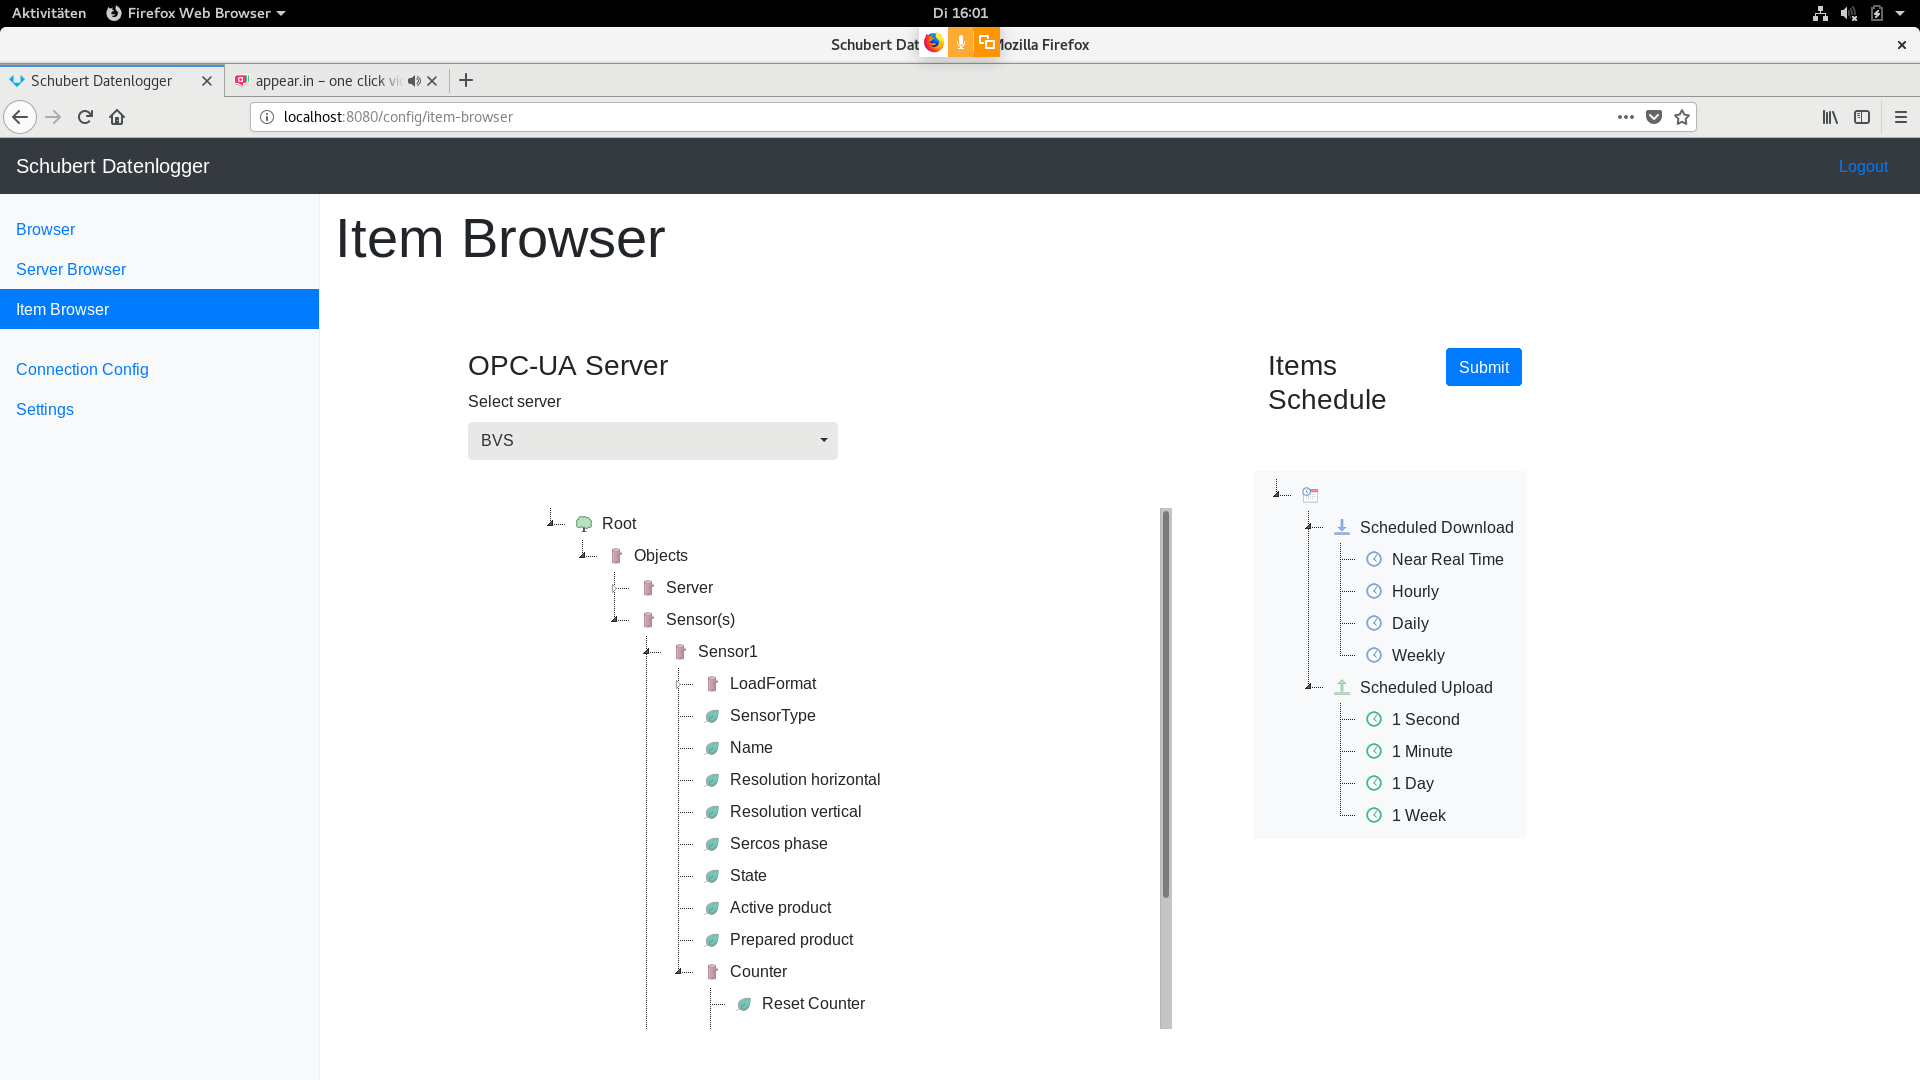 Aktivitäten Firefox Web Browser Di 16:01
Schubert Dat Mozilla Firefox
Schubert Datenlogger appear.in – one click vi
localhost:8080/config/item-browser
Schubert Datenlogger Logout
Browser
Server Browser
Item Browser
Connection Config
Settings
Item Browser
OPC-UA Server
Select server
BVS
Root
Objects
Server
Sensor(s)
Sensor1
LoadFormat
SensorType
Name
Resolution horizontal
Resolution vertical
Sercos phase
State
Active product
Prepared product
Counter
Reset Counter
Items
Schedule
Submit
Scheduled Download
Near Real Time
Hourly
Daily
Weekly
Scheduled Upload
1 Second
1 Minute
1 Day
1 Week